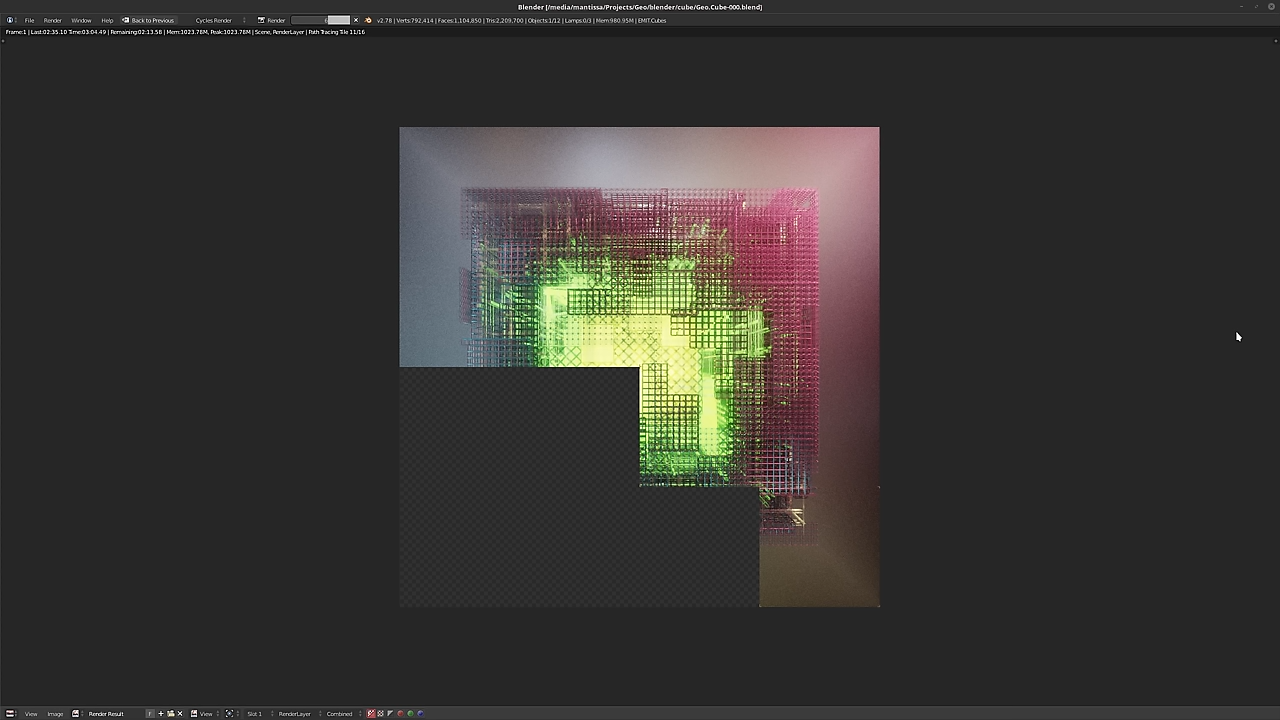 Blender [/media/mantissa/Projects/Geo/blender/cube/Geo.Cube-000.blend]
File Render Window Help Back to Previous Cycles Render Render v2.78 | Verts:792,414 | Faces:1,104,850 | Tris:2,209,700 | Objects:1/12 | Lamps:0/3 | Mem:980.95M | EMIT.Cubes
Frame:1 | Last:02:35.10 Time:03:04.49 | Remaining:02:13.58 | Mem:1023.76M, Peak:1023.76M | Scene, RenderLayer | Path Tracing Tile 11/16
View Image Render Result F View Slot 1 RenderLayer Combined